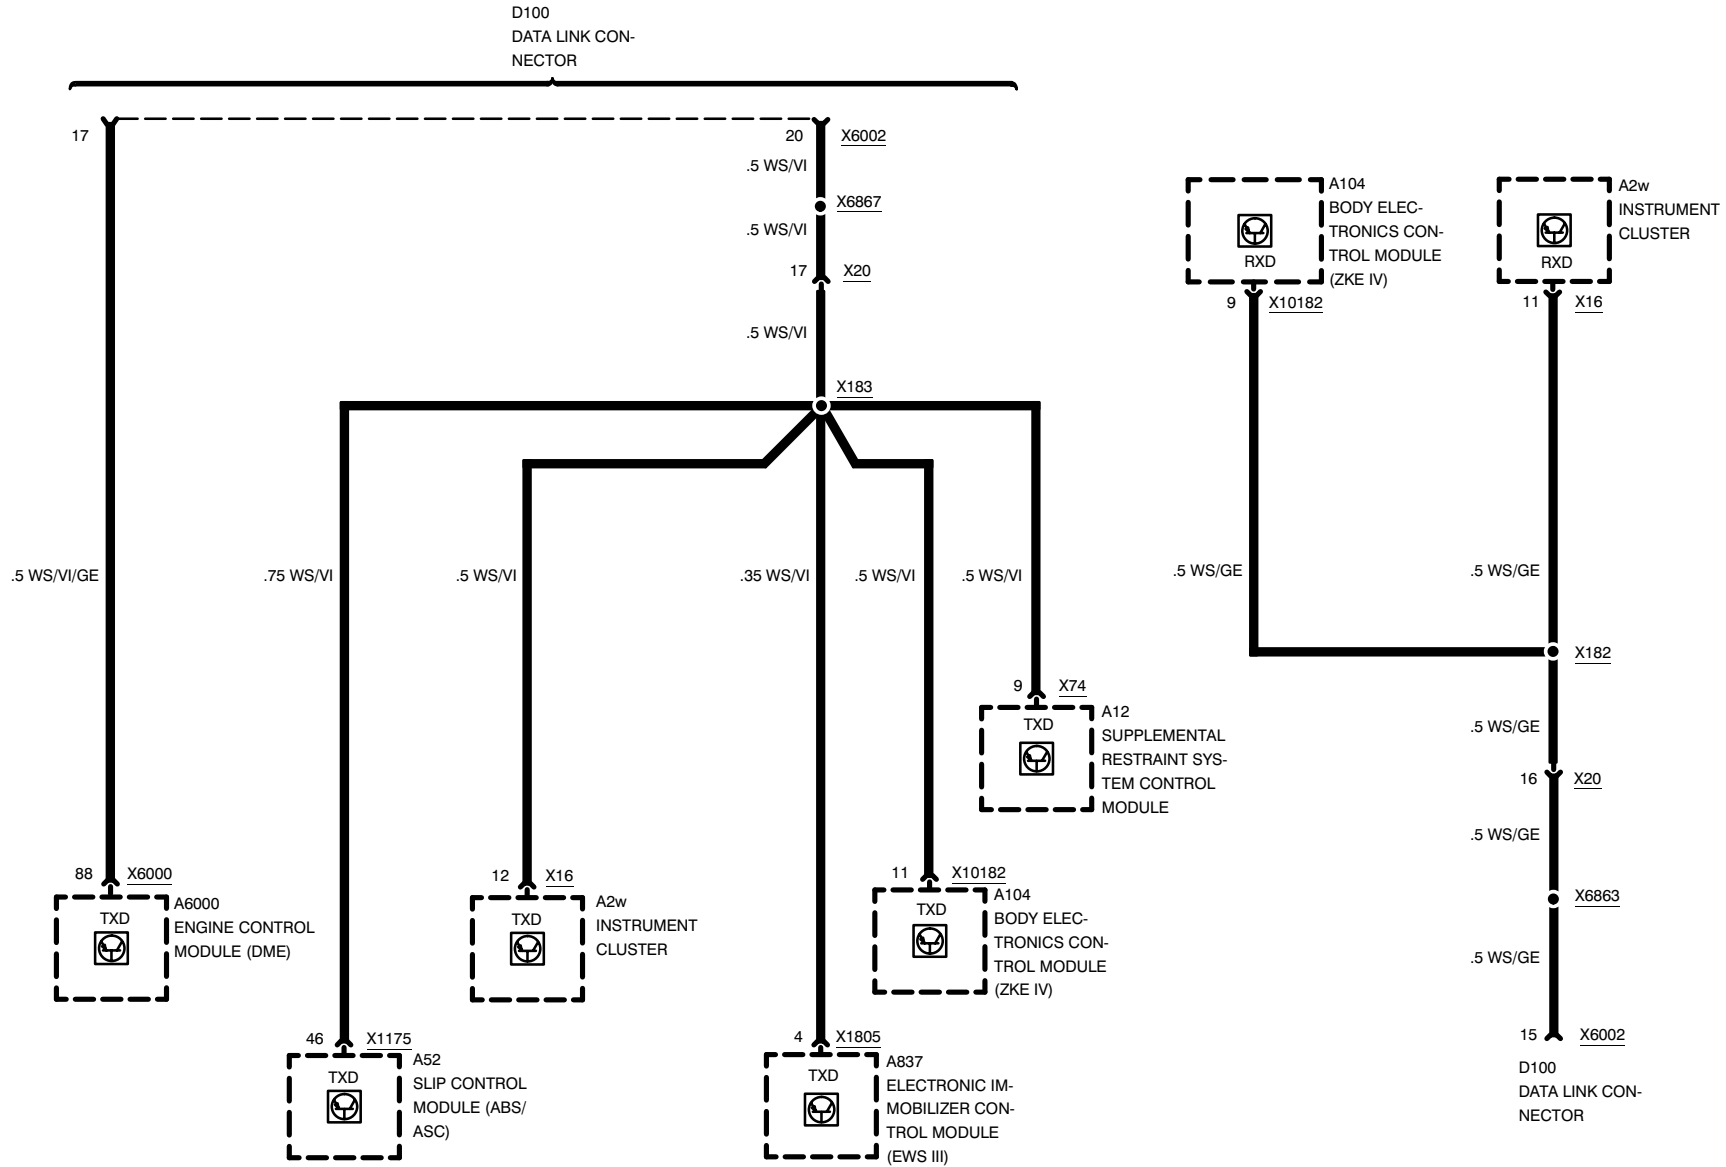 D100
DATA LINK CON-
NECTOR
17
20
X6002
.5 WS/VI
X6867
.5 WS/VI
17
X20
.5 WS/VI
X183
.5 WS/VI/GE
.75 WS/VI
.5 WS/VI
.35 WS/VI
.5 WS/VI
.5 WS/VI
9
X74
TXD
A12
SUPPLEMENTAL
RESTRAINT SYS-
TEM CONTROL
MODULE
88
X6000
TXD
A6000
ENGINE CONTROL
MODULE (DME)
12
X16
TXD
A2w
INSTRUMENT
CLUSTER
11
X10182
TXD
A104
BODY ELEC-
TRONICS CON-
TROL MODULE
(ZKE IV)
46
X1175
TXD
A52
SLIP CONTROL
MODULE (ABS/
ASC)
4
X1805
TXD
A837
ELECTRONIC IM-
MOBILIZER CON-
TROL MODULE
(EWS III)
A104
BODY ELEC-
TRONICS CON-
TROL MODULE
(ZKE IV)
RXD
9
X10182
A2w
INSTRUMENT
CLUSTER
RXD
11
X16
.5 WS/GE
.5 WS/GE
X182
.5 WS/GE
16
X20
.5 WS/GE
X6863
.5 WS/GE
15
X6002
D100
DATA LINK CON-
NECTOR